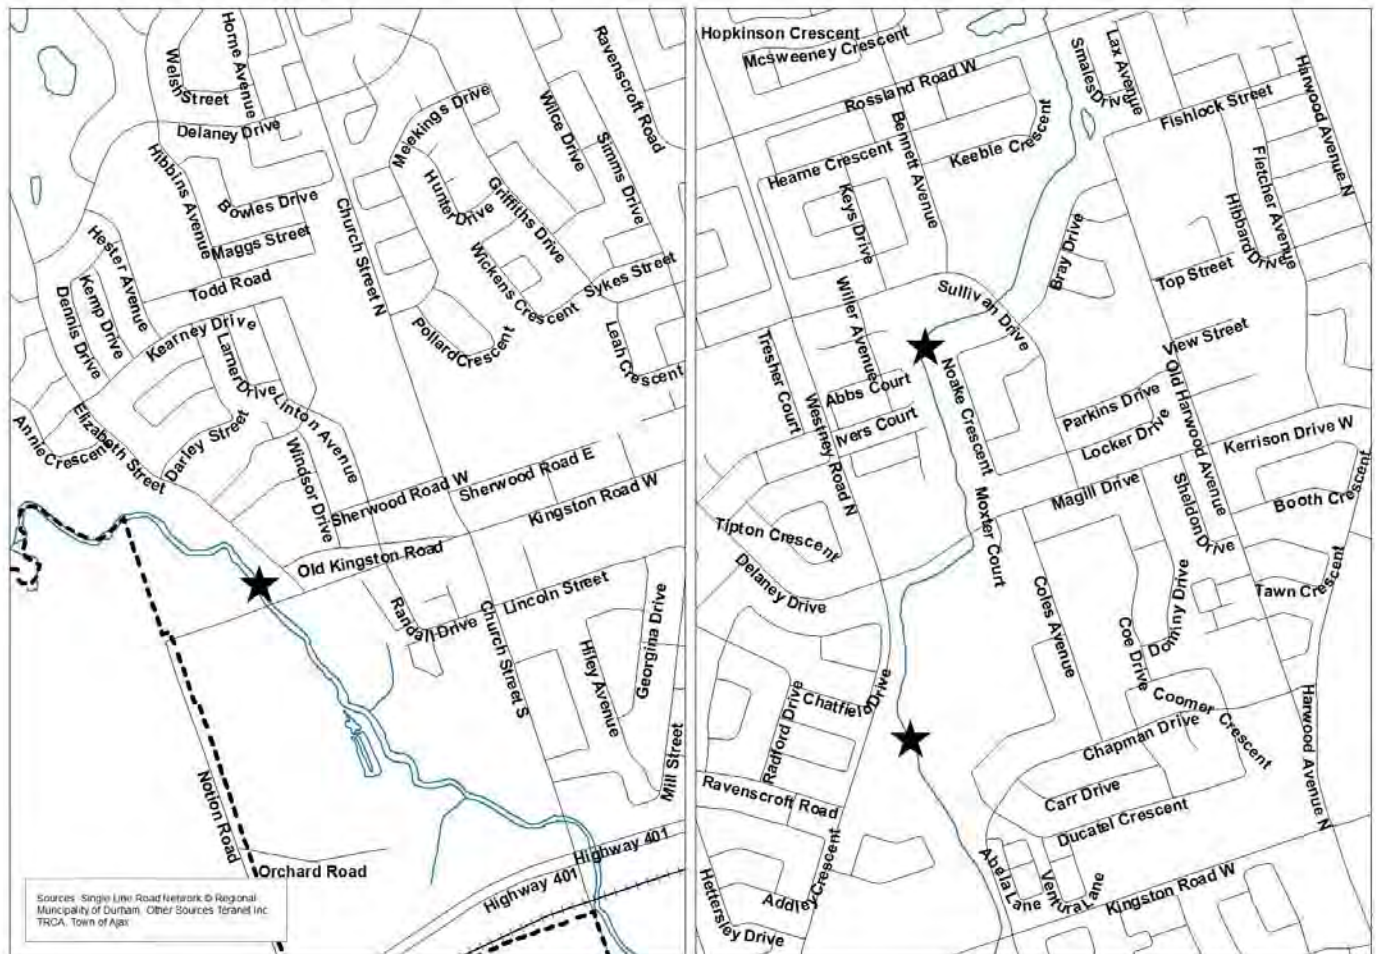 Horne Avenue
Welsh Street
Delaney Drive
Ravenscroft Road
Meekings Drive
Wilce Drive
Simms Drive
Hibbins Avenue
Bowles Drive
Maggs Street
Hunter Drive
Griffiths Drive
Church Street N
Hester Avenue
Todd Road
Wickens Crescent
Sykes Street
Kemp Drive
Dennis Drive
Kearney Drive
Larner Drive
Pollard Crescent
Leah Crescent
Linton Avenue
Annie Crescent
Elizabeth Street
Darley Street
Windsor Drive
Sherwood Road W
Sherwood Road E
Kingston Road W
Old Kingston Road
Randall Drive
Lincoln Street
Church Street S
Hiley Avenue
Georgina Drive
Mill Street
Notion Road
Orchard Road
Highway 401
Highway 401
Sources: Single Line Road Network © Regional
Municipality of Durham. Other Sources Teranet Inc.
TRCA, Town of Ajax
Hopkinson Crescent
McSweeney Crescent
Rossland Road W
Smales Drive
Lax Avenue
Harwood Avenue N
Fishlock Street
Bennett Avenue
Keeble Crescent
Hearne Crescent
Keys Drive
Fletcher Avenue
Hibbard Drive
Bray Drive
Top Street
Sullivan Drive
Willer Avenue
View Street
Tresher Court
Westney Road N
Abbs Court
Ivers Court
Noake Crescent
Parkins Drive
Locker Drive
Old Harwood Avenue
Kerrison Drive W
Magill Drive
Moxter Court
Sheldon Drive
Booth Crescent
Tipton Crescent
Delaney Drive
Coles Avenue
Coe Drive
Dominy Drive
Tawn Crescent
Chatfield Drive
Radford Drive
Coomer Crescent
Chapman Drive
Harwood Avenue N
Ravenscroft Road
Carr Drive
Ducatel Crescent
Abela Lane
Ventura Lane
Kingston Road W
Addley Crescent
Hettersley Drive